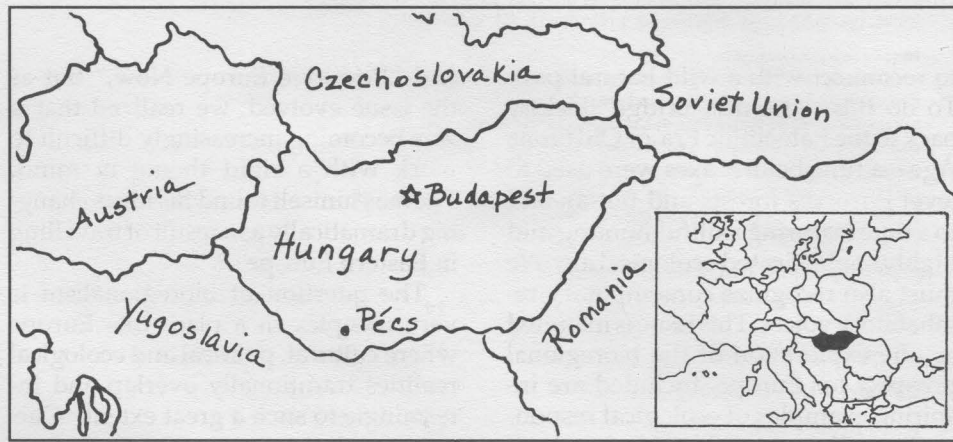 Czechoslovakia
Soviet Union
Austria
Budapest
Hungary
Romania
Pécs
Yugoslavia